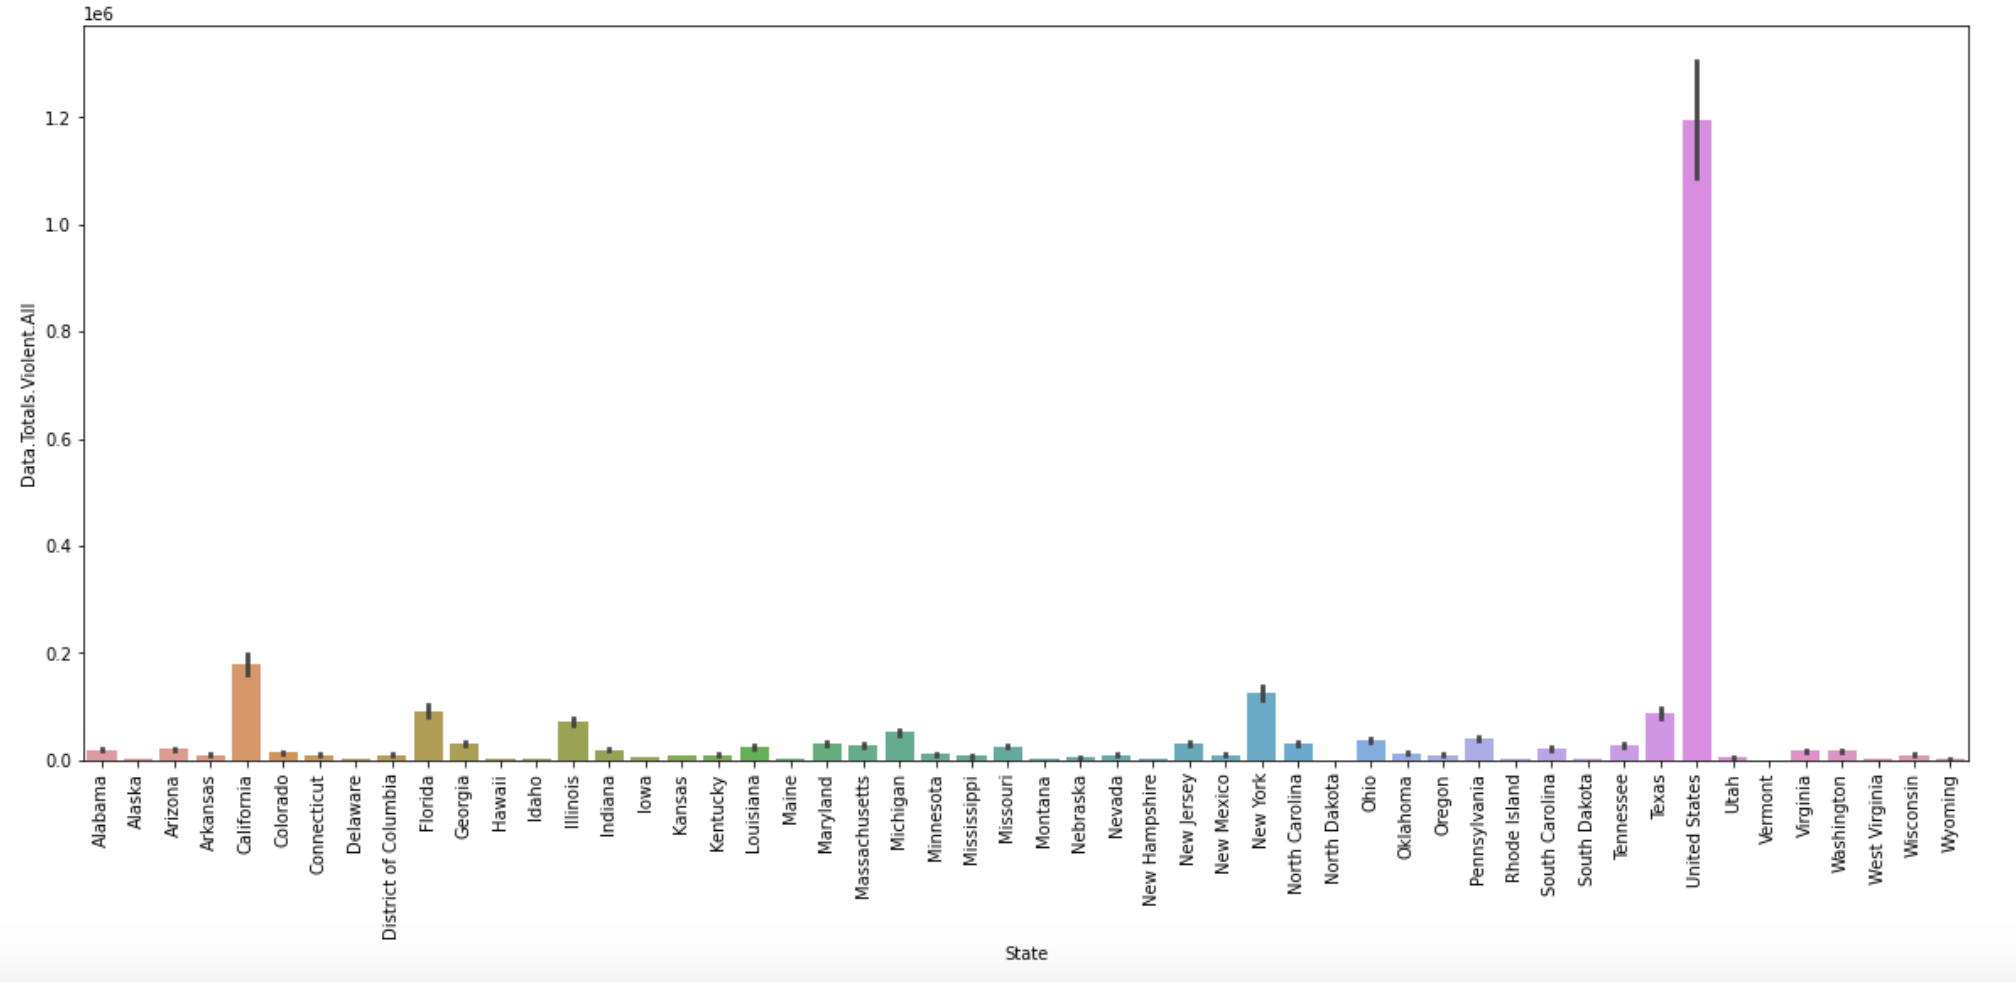 1e6
1.2
1.0
0.8
0.6
0.4
0.2
0.0
Data.Totals.Violent.All
Alabama
Alaska
Arizona
Arkansas
California
Colorado
Connecticut
Delaware
District of Columbia
Florida
Georgia
Hawaii
Idaho
Illinois
Indiana
Iowa
Kansas
Kentucky
Louisiana
Maine
Maryland
Massachusetts
Michigan
Minnesota
Mississippi
Missouri
Montana
Nebraska
Nevada
New Hampshire
New Jersey
New Mexico
New York
North Carolina
North Dakota
Ohio
Oklahoma
Oregon
Pennsylvania
Rhode Island
South Carolina
South Dakota
Tennessee
Texas
United States
Utah
Vermont
Virginia
Washington
West Virginia
Wisconsin
Wyoming
State